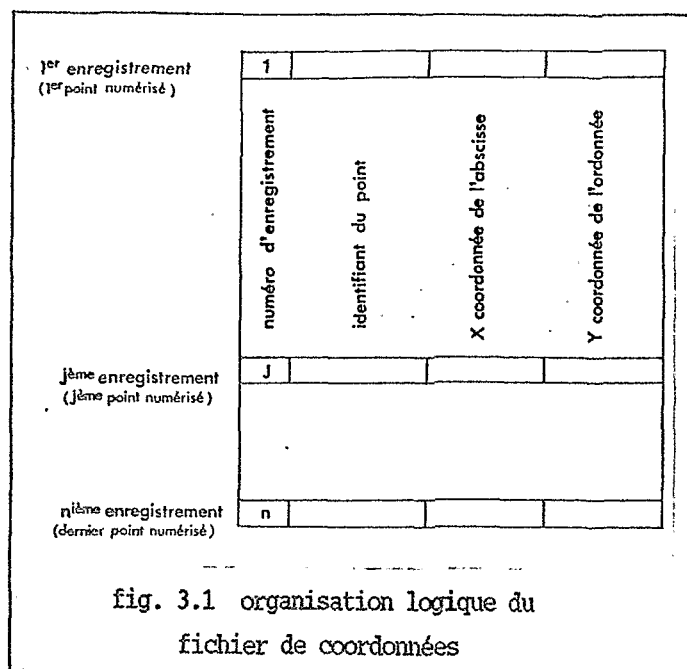 1er enregistrement
(1er point numérisé)
1
numéro d'enregistrement
identifiant du point
X coordonnée de l'abscisse
Y coordonnée de l'ordonnée
jème enregistrement
(jème point numérisé)
J
nième enregistrement
(dernier point numérisé)
n
fig. 3.1 organisation logique du
fichier de coordonnées